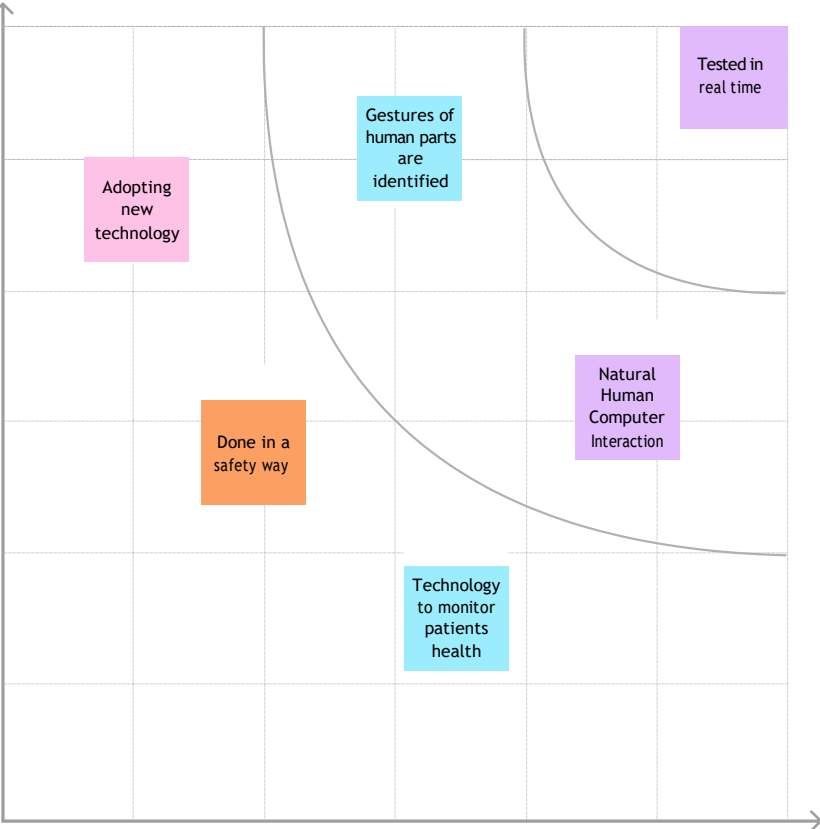 Tested in
real time
Gestures of
human parts
are
identified
Adopting
new
technology
Natural
Human
Computer
Interaction
Done in a
safety way
Technology
to monitor
patients
health